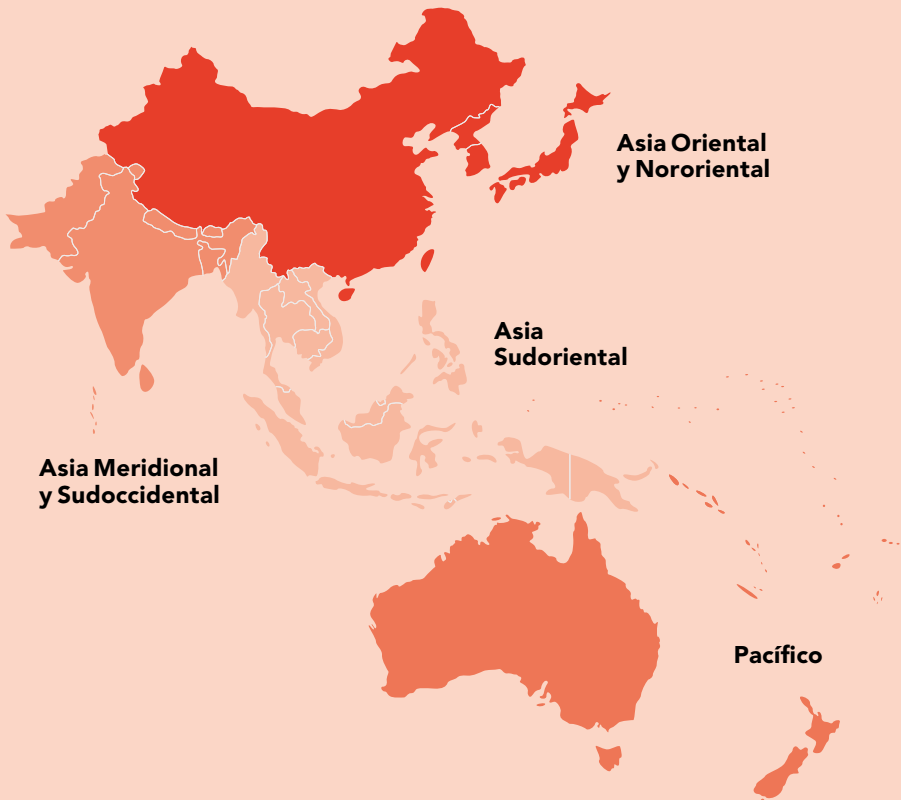 Asia Oriental
y Nororiental
Asia
Sudoriental
Asia Meridional
y Sudoccidental
Pacífico